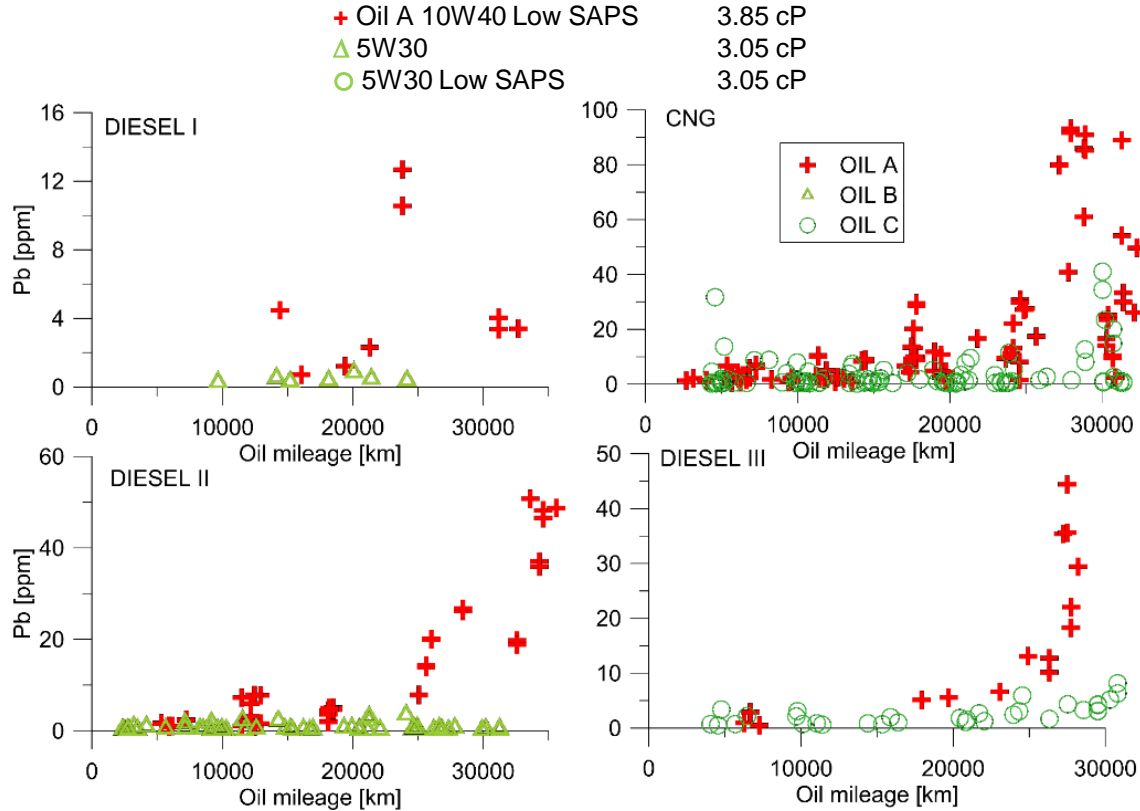 Oil A 10W40 Low SAPS 3.85 cP
5W30 3.05 cP
5W30 Low SAPS 3.05 cP
DIESEL I
Pb [ppm]
16
12
8
4
0
0 10000 20000 30000
Oil mileage [km]
CNG
OIL A
OIL B
OIL C
100
80
60
40
20
0
0 10000 20000 30000
Oil mileage [km]
DIESEL II
Pb [ppm]
60
40
20
0
0 10000 20000 30000
Oil mileage [km]
DIESEL III
50
40
30
20
10
0
0 10000 20000 30000
Oil mileage [km]